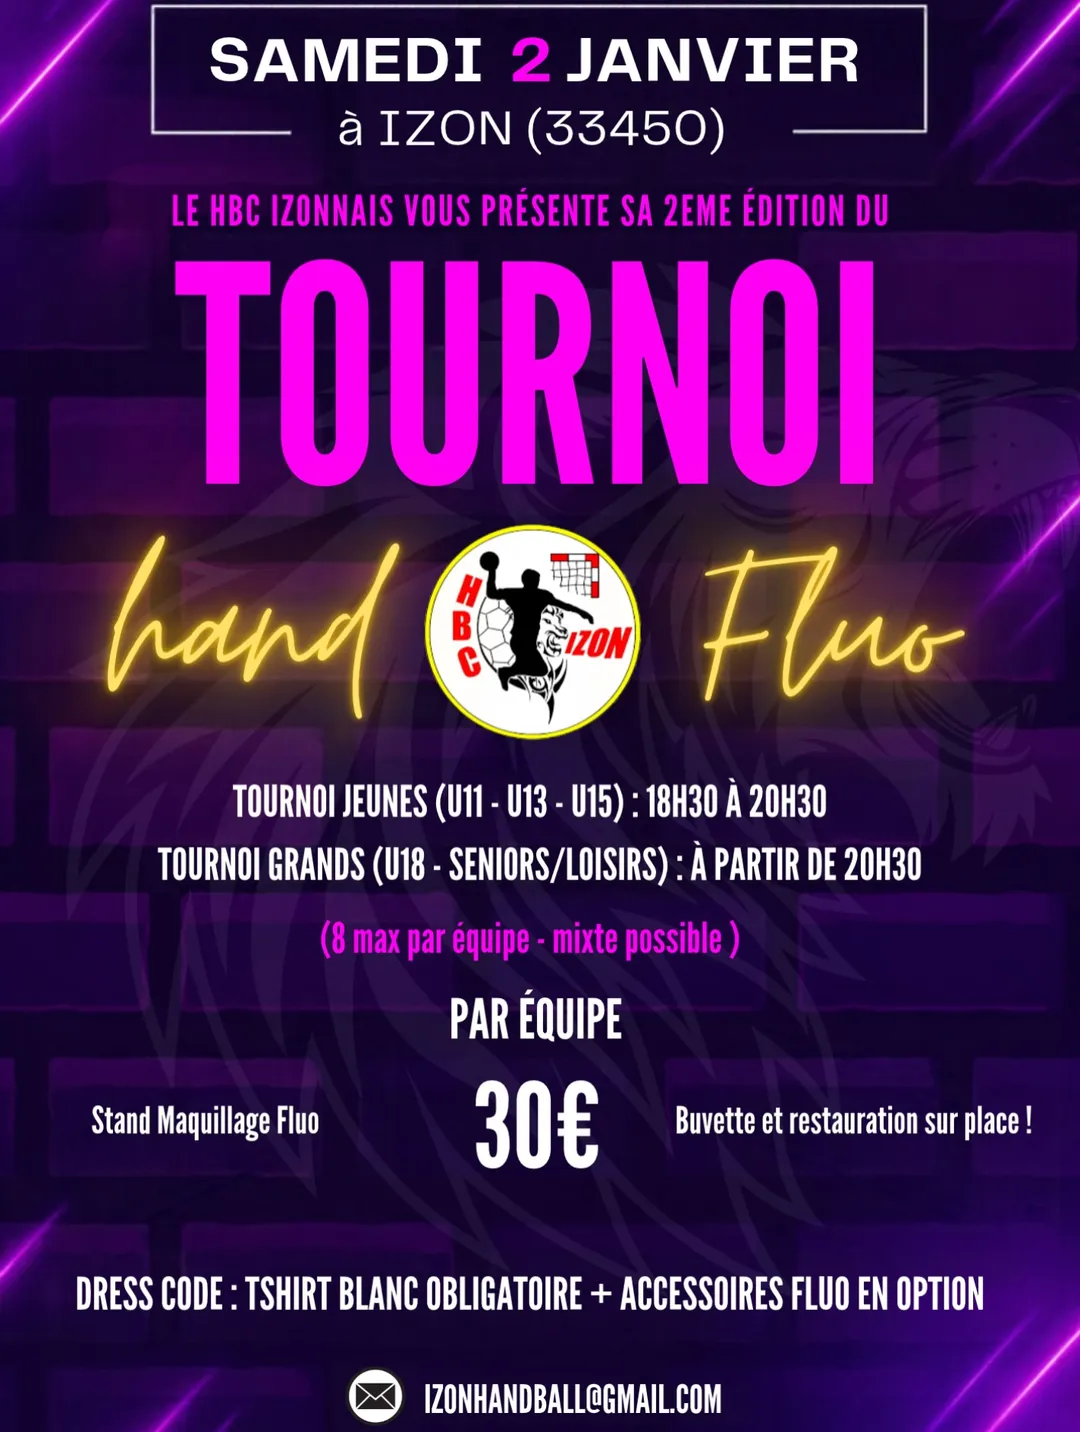 SAMEDI 2 JANVIER
à IZON (33450)
LE HBC IZONNAIS VOUS PRÉSENTE SA 2EME ÉDITION DU
TOURNOI
hand Fluo
HBC
IZON
TOURNOI JEUNES (U11 - U13 - U15) : 18H30 À 20H30
TOURNOI GRANDS (U18 - SENIORS/LOISIRS) : À PARTIR DE 20H30
(8 max par équipe - mixte possible )
PAR ÉQUIPE
Stand Maquillage Fluo
30€
Buvette et restauration sur place !
DRESS CODE : TSHIRT BLANC OBLIGATOIRE + ACCESSOIRES FLUO EN OPTION
IZONHANDBALL@GMAIL.COM